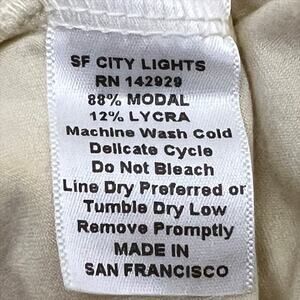 SF CITY LIGHTS
RN 142929
88% MODAL
12% LYCRA
Machine Wash Cold
Delicate Cycle
Do Not Bleach
Line Dry Preferred or
Tumble Dry Low
Remove Promptly
MADE IN
SAN FRANCISCO